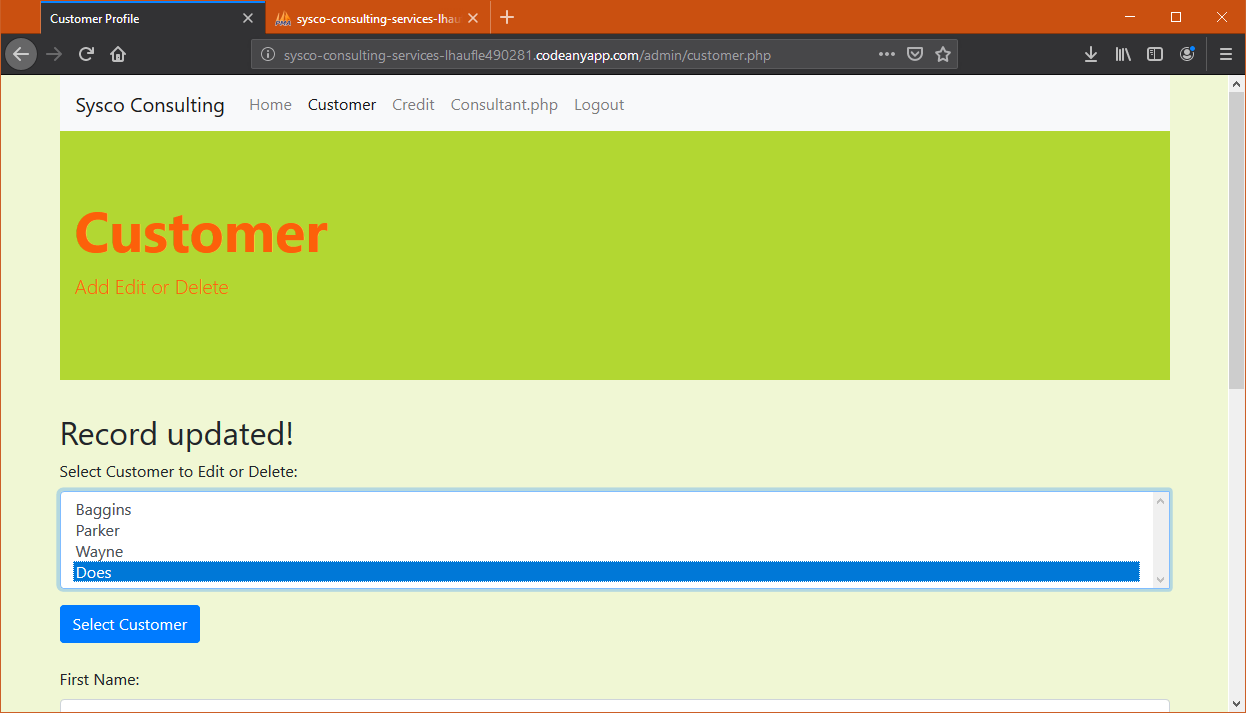 Customer Profile
sysco-consulting-services-lhau
sysco-consulting-services-lhaufle490281.codeanyapp.com/admin/customer.php
Sysco Consulting Home Customer Credit Consultant.php Logout
Customer
Add Edit or Delete
Record updated!
Select Customer to Edit or Delete:
Baggins
Parker
Wayne
Does
Select Customer
First Name: